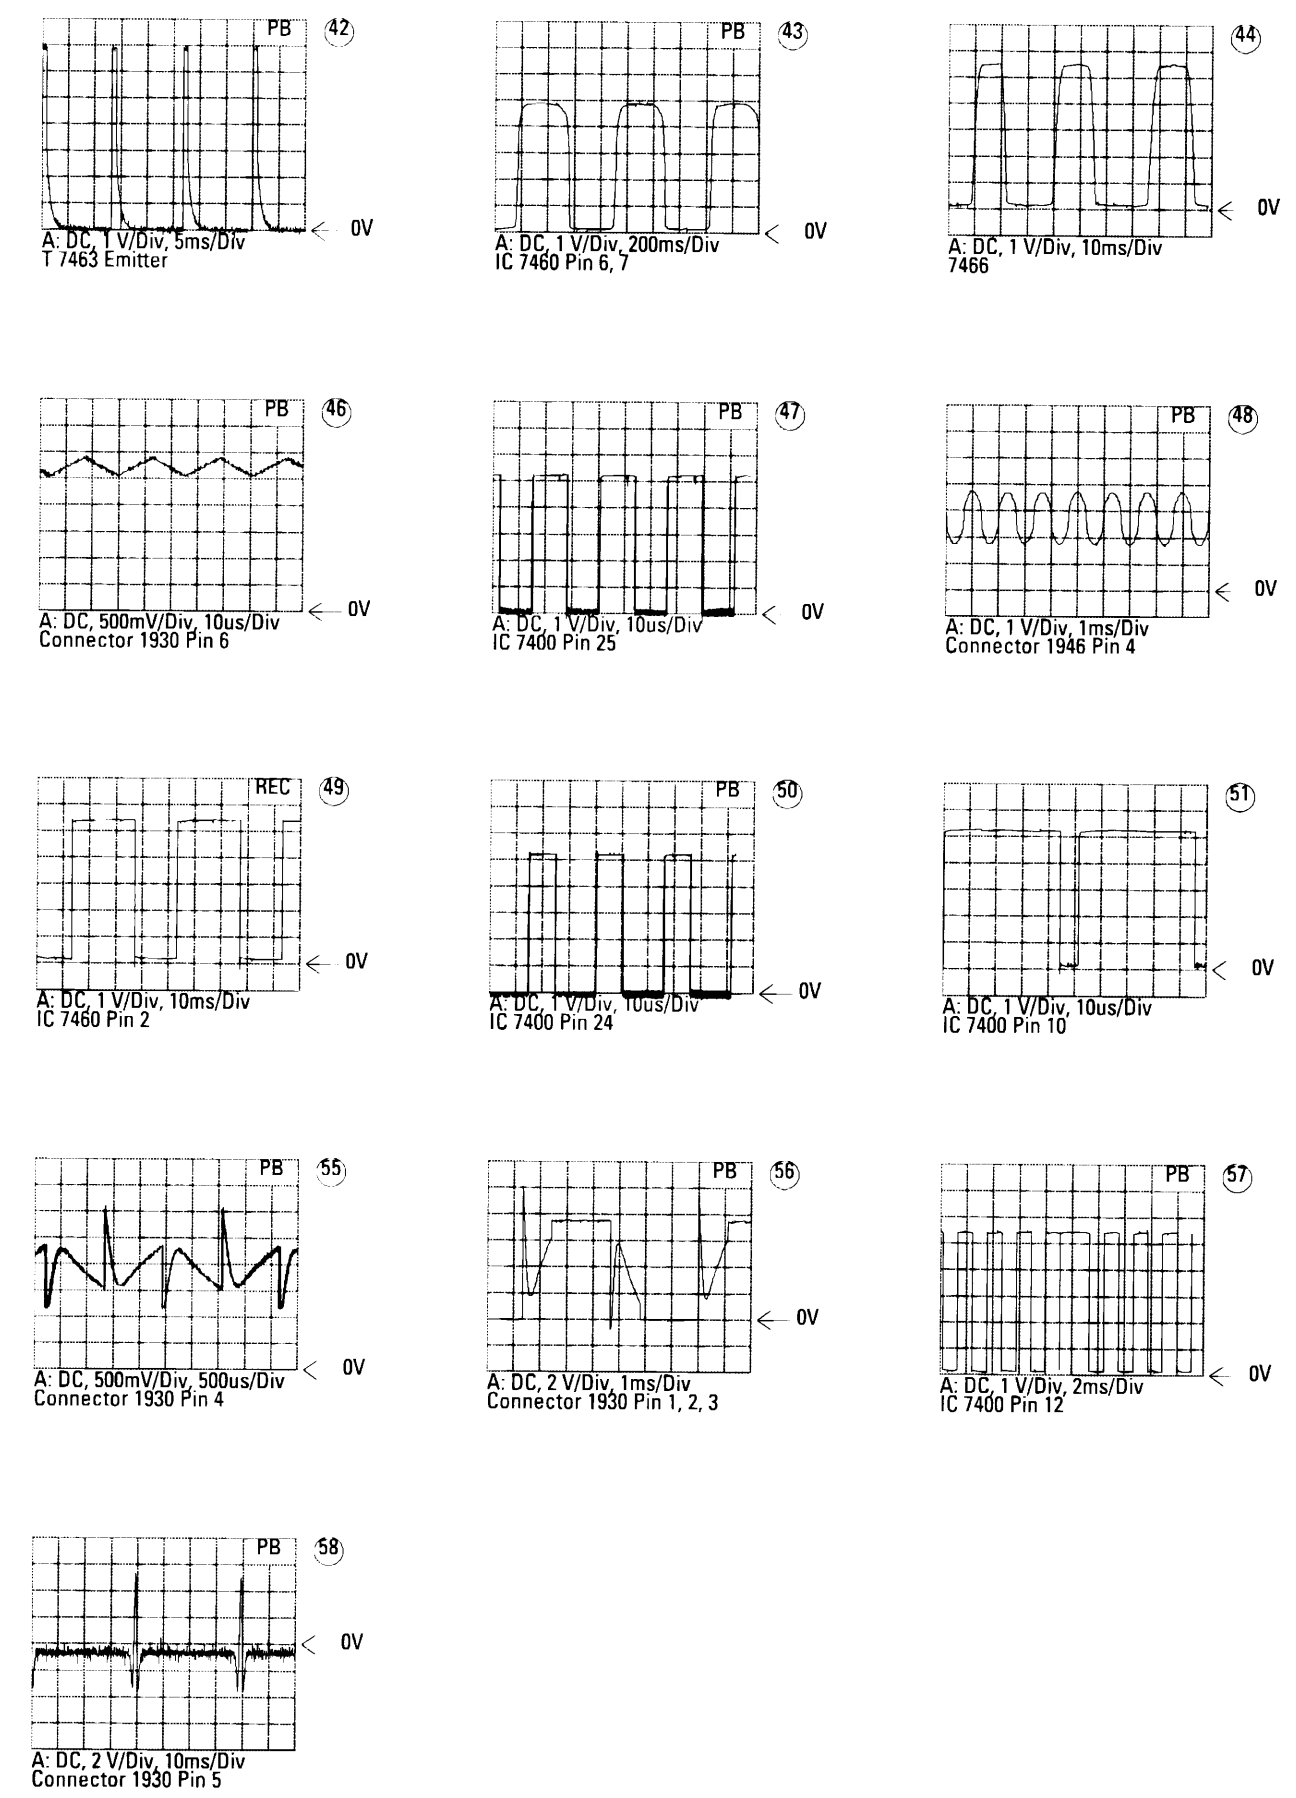 PB 42
0V
A: DC, 1 V/Div, 5ms/Div
T 7463 Emitter
PB 43
0V
A: DC, 1 V/Div, 200ms/Div
IC 7460 Pin 6, 7
44
0V
A: DC, 1 V/Div, 10ms/Div
7466
PB 46
0V
A: DC, 500mV/Div, 10us/Div
Connector 1930 Pin 6
PB 47
0V
A: DC, 1 V/Div, 10us/Div
IC 7400 Pin 25
PB 48
0V
A: DC, 1 V/Div, 1ms/Div
Connector 1946 Pin 4
REC 49
0V
A: DC, 1 V/Div, 10ms/Div
IC 7460 Pin 2
PB 50
0V
A: DC, 1 V/Div, 10us/Div
IC 7400 Pin 24
51
0V
A: DC, 1 V/Div, 10us/Div
IC 7400 Pin 10
PB 55
0V
A: DC, 500mV/Div, 500us/Div
Connector 1930 Pin 4
PB 56
0V
A: DC, 2 V/Div, 1ms/Div
Connector 1930 Pin 1, 2, 3
PB 57
0V
A: DC, 1 V/Div, 2ms/Div
IC 7400 Pin 12
PB 58
0V
A: DC, 2 V/Div, 10ms/Div
Connector 1930 Pin 5